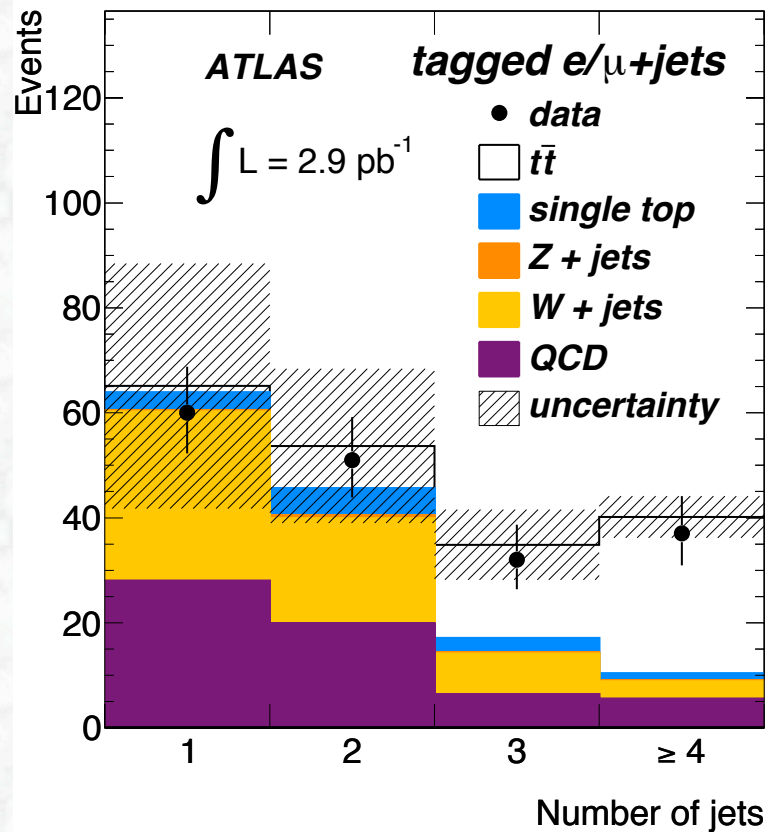 Events
120
100
80
60
40
20
0
ATLAS
tagged e/μ+jets
∫ L = 2.9 pb⁻¹
data
tt̄
single top
Z + jets
W + jets
QCD
uncertainty
1 2 3 ≥ 4
Number of jets